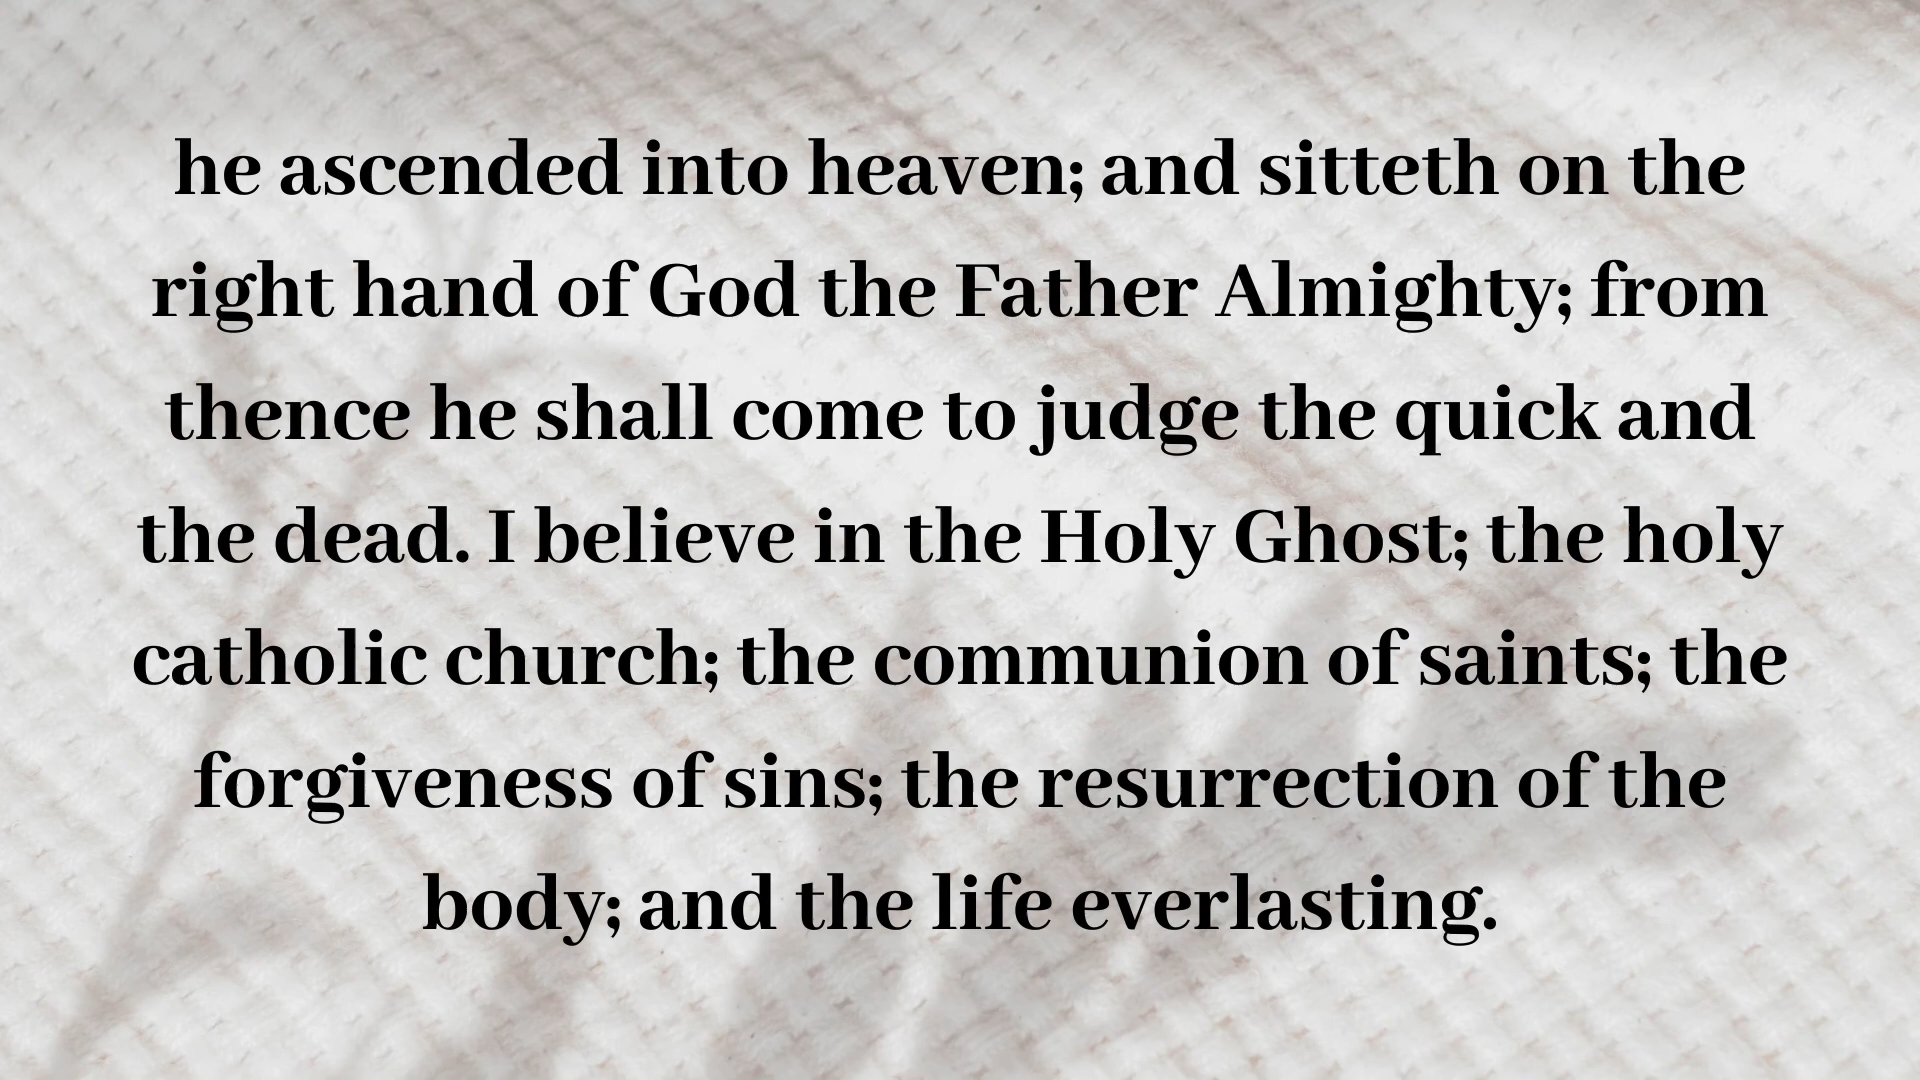 he ascended into heaven; and sitteth on the
right hand of God the Father Almighty; from
thence he shall come to judge the quick and
the dead. I believe in the Holy Ghost; the holy
catholic church; the communion of saints; the
forgiveness of sins; the resurrection of the
body; and the life everlasting.